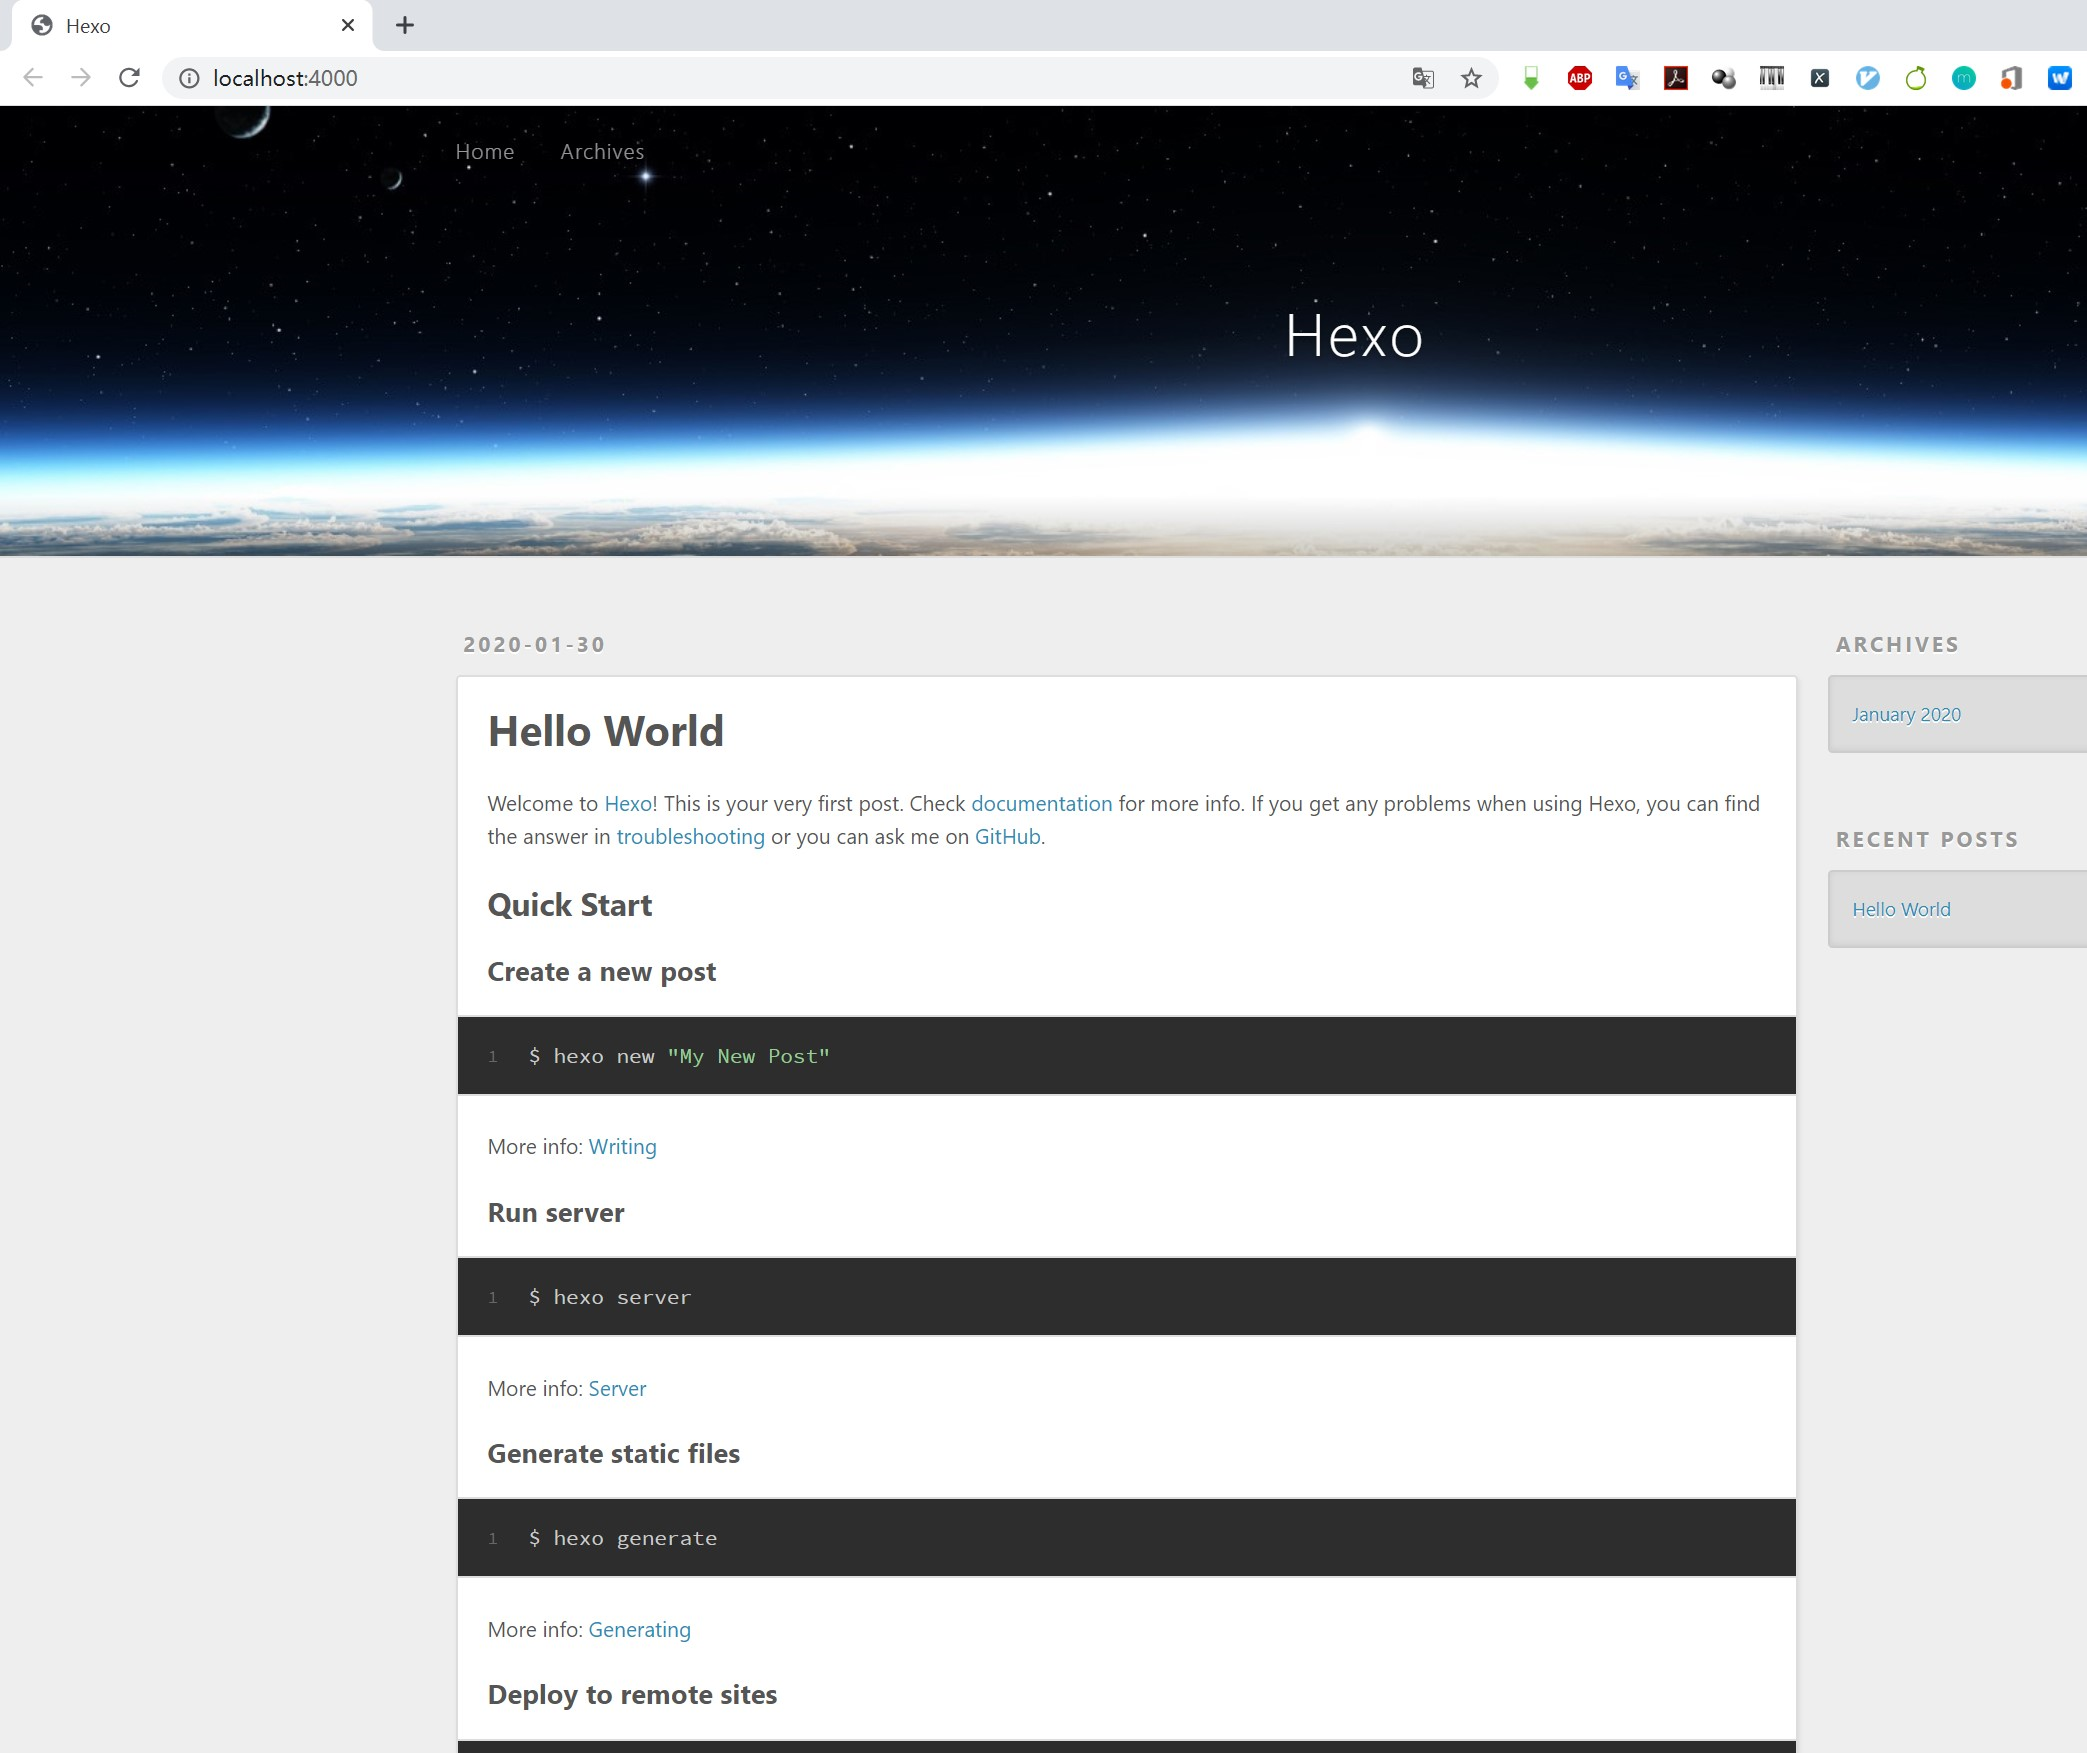 Hexo
localhost:4000
ABP
Home Archives
Hexo
2020-01-30
Hello World
Welcome to Hexo! This is your very first post. Check documentation for more info. If you get any problems when using Hexo, you can find
the answer in troubleshooting or you can ask me on GitHub.
Quick Start
Create a new post
1 $ hexo new "My New Post"
More info: Writing
Run server
1 $ hexo server
More info: Server
Generate static files
1 $ hexo generate
More info: Generating
Deploy to remote sites
ARCHIVES
January 2020
RECENT POSTS
Hello World